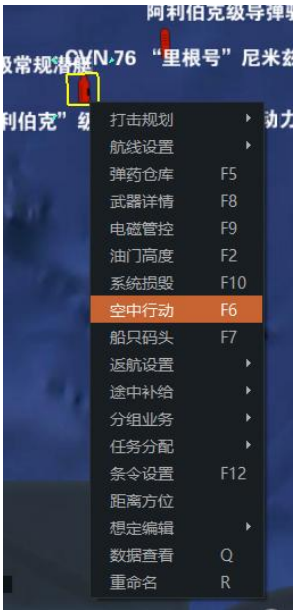 阿利伯克级导弹
级常规潜艇
CVN-76 “里根号” 尼米兹
利伯克” 级
动力
打击规划
航线设置
弹药仓库 F5
武器详情 F8
电磁管控 F9
油门高度 F2
系统损毁 F10
空中行动 F6
船只码头 F7
返航设置
途中补给
分组业务
任务分配
条令设置 F12
距离方位
想定编辑
数据查看 Q
重命名 R